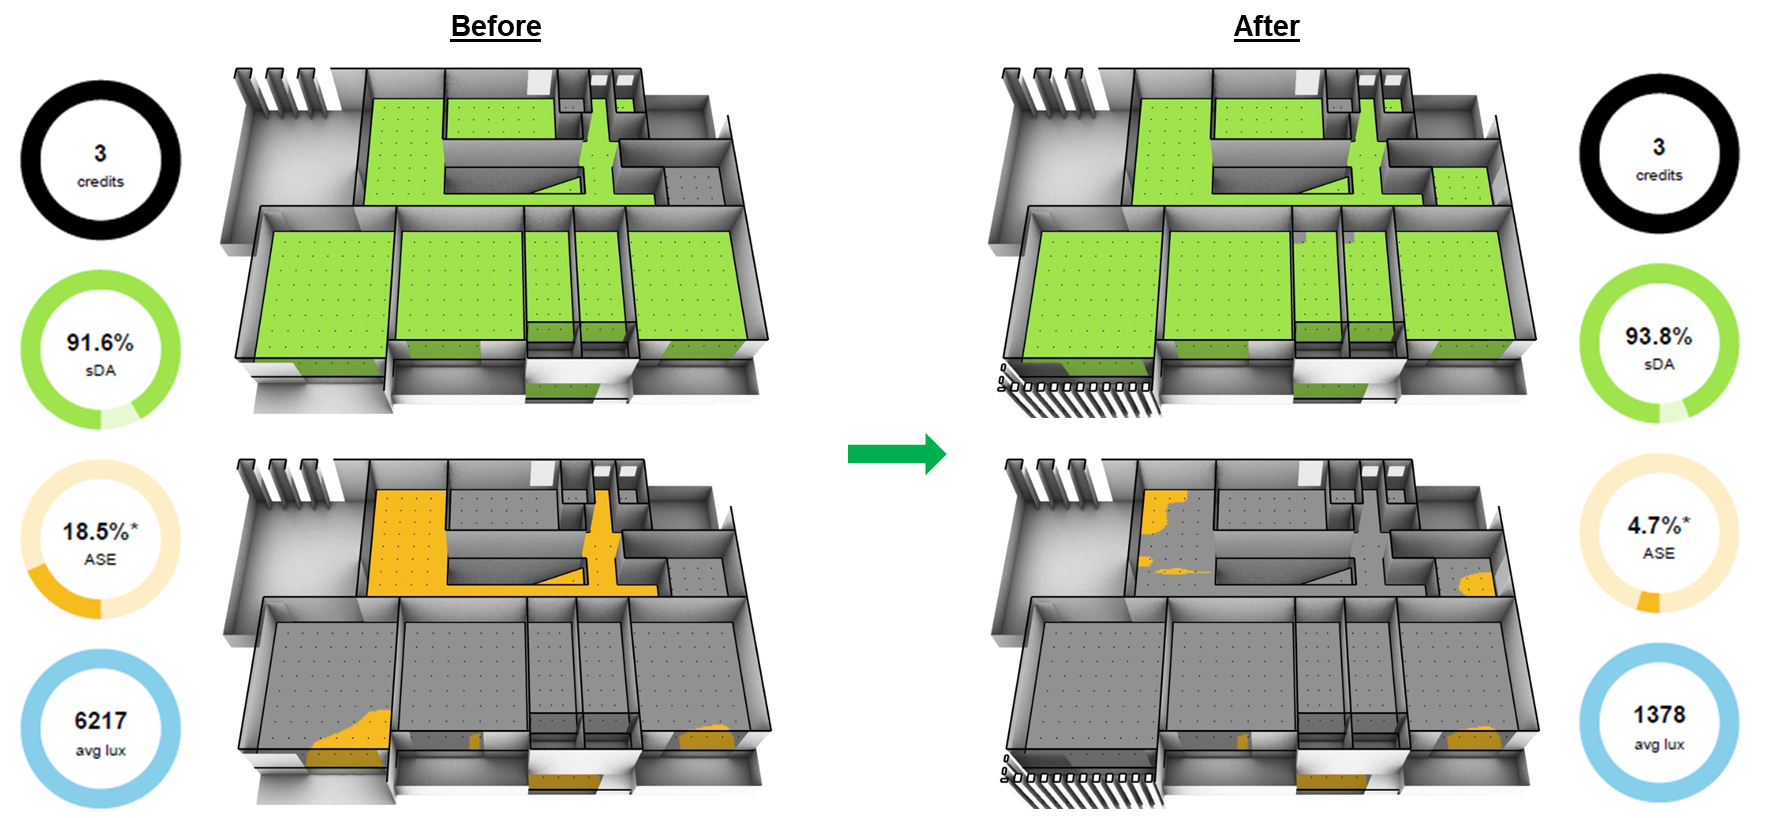 Before
After
3
credits
91.6%
sDA
18.5%*
ASE
6217
avg lux
3
credits
93.8%
sDA
4.7%*
ASE
1378
avg lux